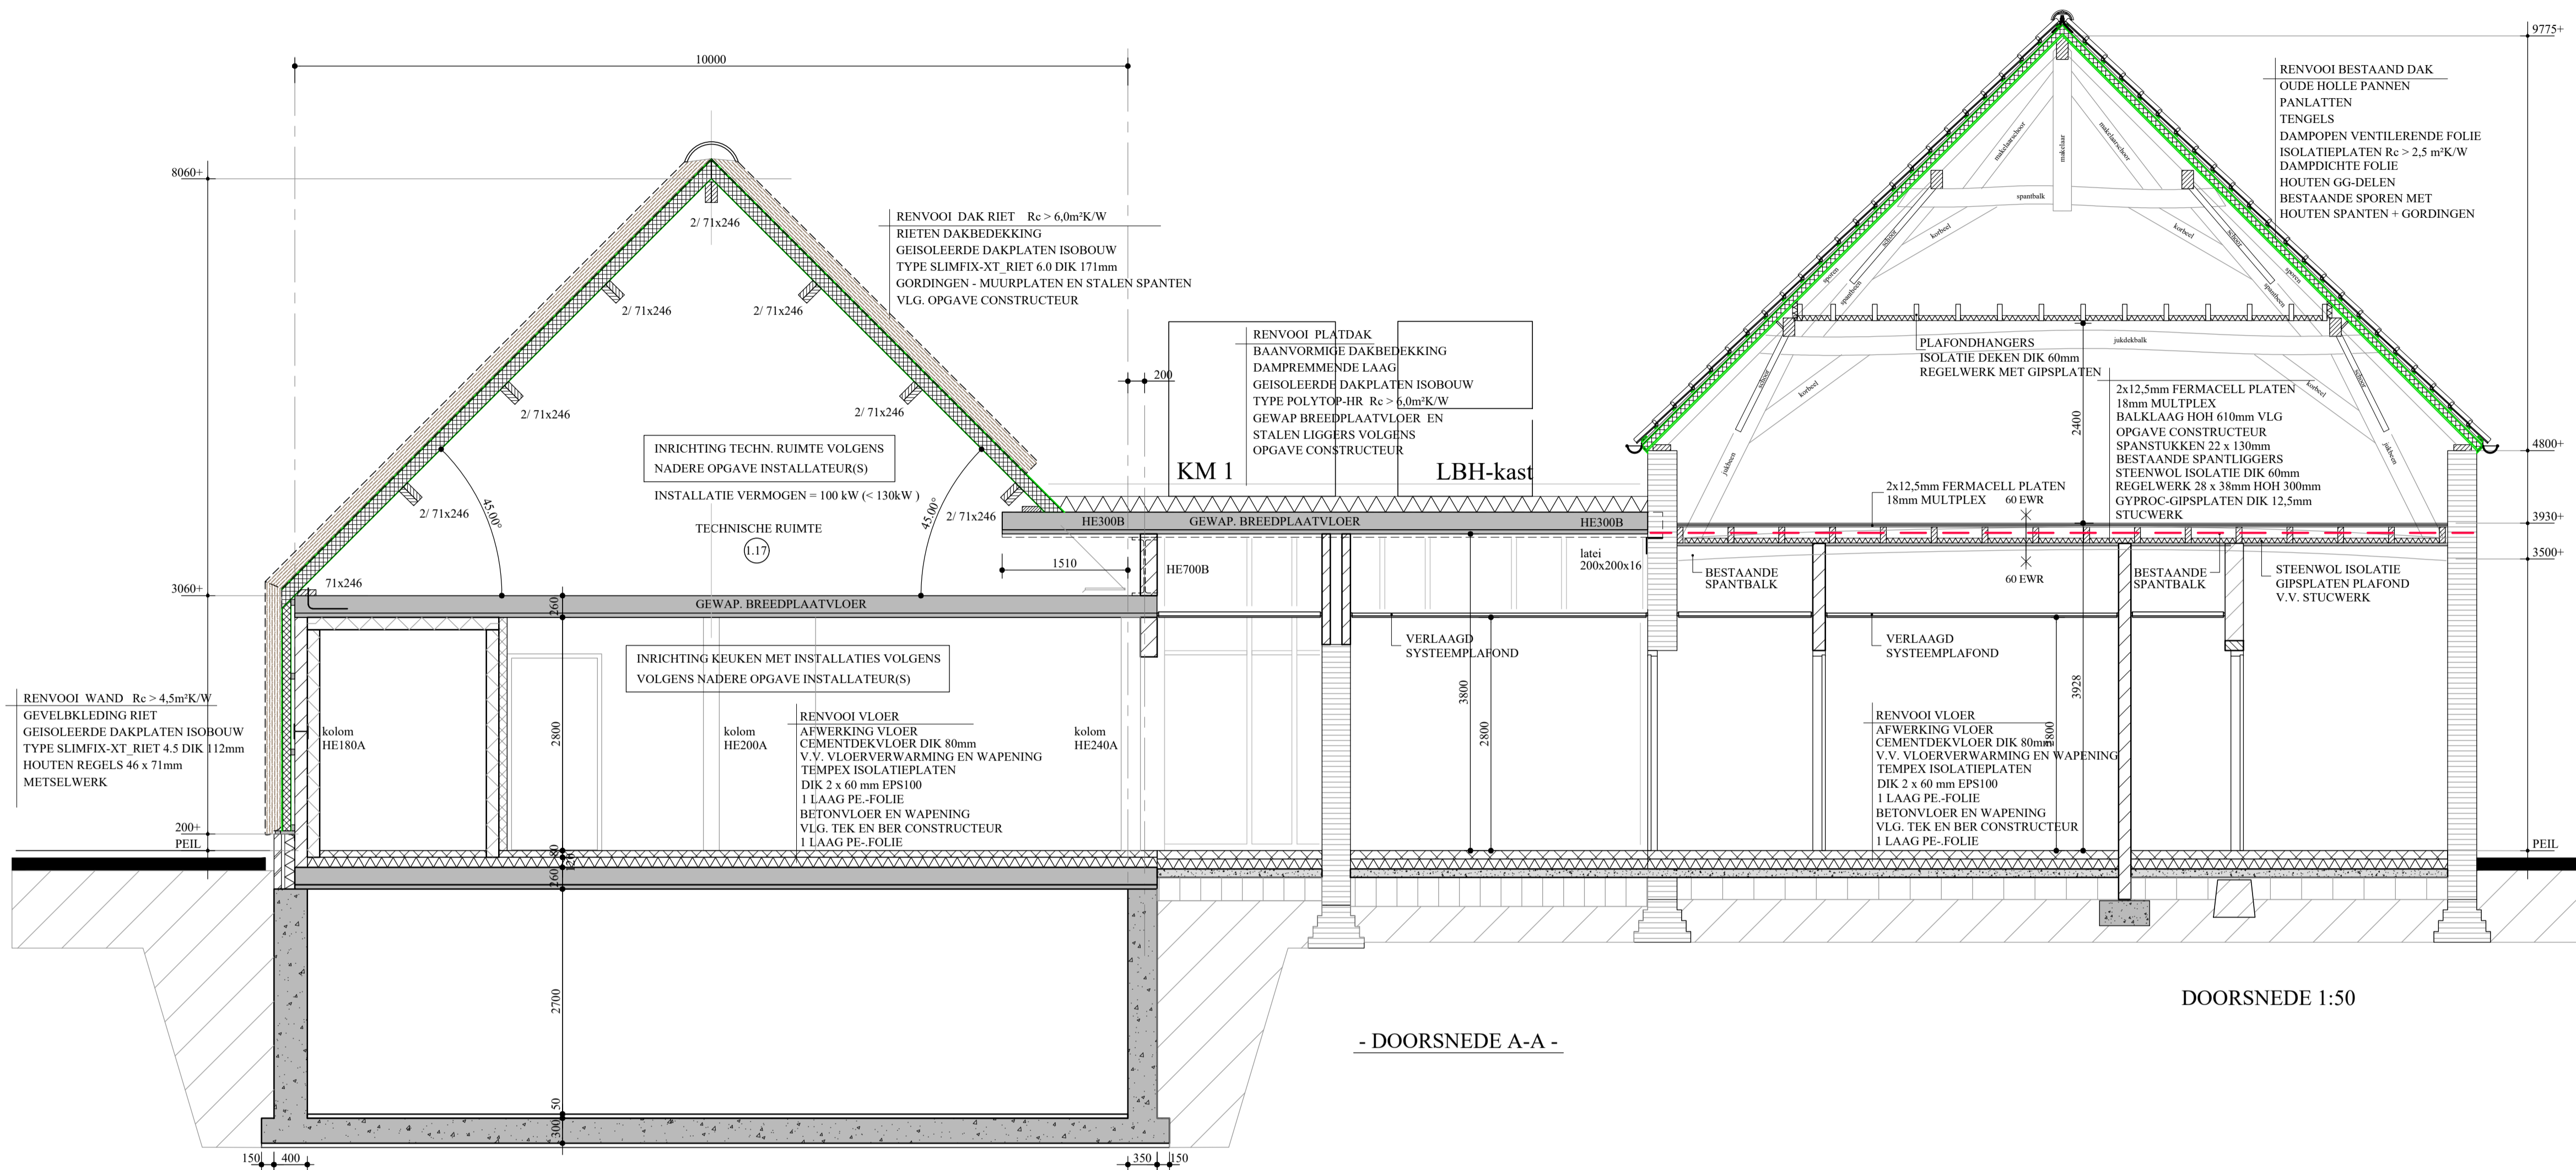 10000
8060+
3060+
200+
PEIL
2/ 71x246
2/ 71x246
2/ 71x246
2/ 71x246
2/ 71x246
2/ 71x246
2/ 71x246
71x246
45.00°
45.00°
RENVOOI DAK RIET Rc > 6,0m²K/W
RIETEN DAKBEDEKKING
GEISOLEERDE DAKPLATEN ISOBOUW
TYPE SLIMFIX-XT_RIET 6.0 DIK 171mm
GORDINGEN - MUURPLATEN EN STALEN SPANTEN
VLG. OPGAVE CONSTRUCTEUR
INRICHTING TECHN. RUIMTE VOLGENS
NADERE OPGAVE INSTALLATEUR(S)
INSTALLATIE VERMOGEN = 100 kW (< 130kW )
TECHNISCHE RUIMTE
1.17
200
1510
RENVOOI PLATDAK
BAANVORMIGE DAKBEDEKKING
DAMPREMMENDE LAAG
GEISOLEERDE DAKPLATEN ISOBOUW
TYPE POLYTOP-HR Rc > 6,0m²K/W
GEWAP BREEDPLAATVLOER EN
STALEN LIGGERS VOLGENS
OPGAVE CONSTRUCTEUR
KM 1
LBH-kast
HE300B
GEWAP. BREEDPLAATVLOER
HE300B
HE700B
latei
200x200x16
GEWAP. BREEDPLAATVLOER
260
INRICHTING KEUKEN MET INSTALLATIES VOLGENS
VOLGENS NADERE OPGAVE INSTALLATEUR(S)
RENVOOI WAND Rc > 4,5m²K/W
GEVELBKLEDING RIET
GEISOLEERDE DAKPLATEN ISOBOUW
TYPE SLIMFIX-XT_RIET 4.5 DIK 112mm
HOUTEN REGELS 46 x 71mm
METSELWERK
kolom
HE180A
2800
kolom
HE200A
kolom
HE240A
RENVOOI VLOER
AFWERKING VLOER
CEMENTDEKVLOER DIK 80mm
V.V. VLOERVERWARMING EN WAPENING
TEMPEX ISOLATIEPLATEN
DIK 2 x 60 mm EPS100
1 LAAG PE.-FOLIE
BETONVLOER EN WAPENING
VLG. TEK EN BER CONSTRUCTEUR
1 LAAG PE-.FOLIE
80
120
260
2700
50
300
150
400
350
150
VERLAAGD
SYSTEEMPLAFOND
3800
2800
9775+
4800+
3930+
3500+
PEIL
RENVOOI BESTAAND DAK
OUDE HOLLE PANNEN
PANLATTEN
TENGELS
DAMPOPEN VENTILERENDE FOLIE
ISOLATIEPLATEN Rc > 2,5 m²K/W
DAMPDICHTE FOLIE
HOUTEN GG-DELEN
BESTAANDE SPOREN MET
HOUTEN SPANTEN + GORDINGEN
makelaarschoor
makelaar
makelaarschoor
spantbalk
schoor
korbeel
korbeel
schoor
sporen
spantbeen
sporen
spantbeen
jukdekbalk
schoor
korbeel
korbeel
schoor
jukbeen
jukbeen
PLAFONDHANGERS
ISOLATIE DEKEN DIK 60mm
REGELWERK MET GIPSPLATEN
2400
2x12,5mm FERMACELL PLATEN
18mm MULTPLEX
BALKLAAG HOH 610mm VLG
OPGAVE CONSTRUCTEUR
SPANSTUKKEN 22 x 130mm
BESTAANDE SPANTLIGGERS
STEENWOL ISOLATIE DIK 60mm
REGELWERK 28 x 38mm HOH 300mm
GYPROC-GIPSPLATEN DIK 12,5mm
STUCWERK
2x12,5mm FERMACELL PLATEN
18mm MULTPLEX
60 EWR
60 EWR
BESTAANDE
SPANTBALK
BESTAANDE
SPANTBALK
STEENWOL ISOLATIE
GIPSPLATEN PLAFOND
V.V. STUCWERK
VERLAAGD
SYSTEEMPLAFOND
3928
2800
RENVOOI VLOER
AFWERKING VLOER
CEMENTDEKVLOER DIK 80mm
V.V. VLOERVERWARMING EN WAPENING
TEMPEX ISOLATIEPLATEN
DIK 2 x 60 mm EPS100
1 LAAG PE.-FOLIE
BETONVLOER EN WAPENING
VLG. TEK EN BER CONSTRUCTEUR
1 LAAG PE-.FOLIE
DOORSNEDE 1:50
- DOORSNEDE A-A -